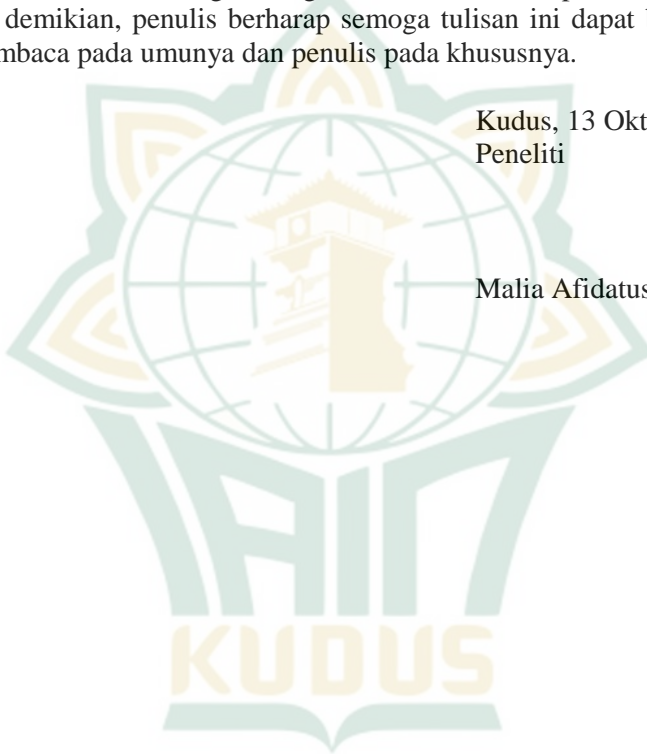 demikian, penulis berharap semoga tulisan ini dapat
mbaca pada umunya dan penulis pada khususnya.
Kudus, 13 Okt
Peneliti
Malia Afidatus
IAIN
KUDUS